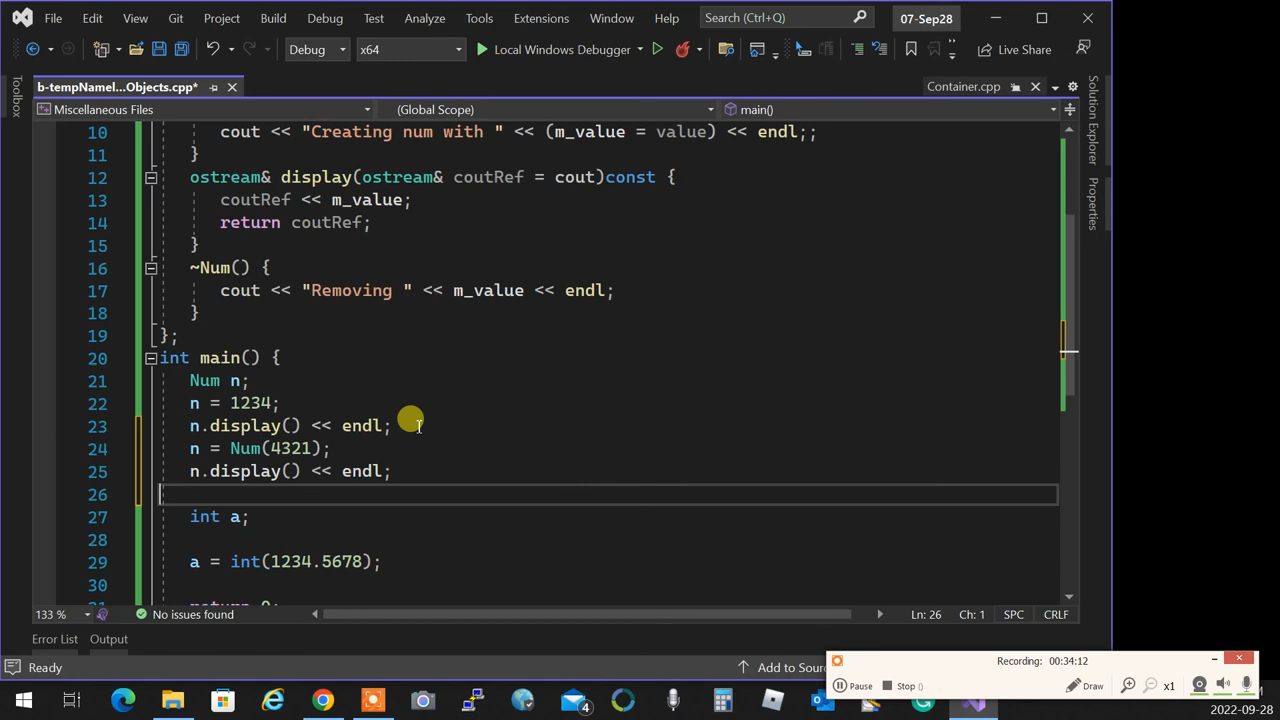 File Edit View Git Project Build Debug Test Analyze Tools Extensions Window Help Search (Ctrl+Q) 07-Sep28
Debug x64 Local Windows Debugger Live Share
b-tempNamel...Objects.cpp* Container.cpp
Miscellaneous Files (Global Scope) main()
Toolbox
Solution Explorer
Properties
10 cout << "Creating num with " << (m_value = value) << endl;;
11 }
12 ostream& display(ostream& coutRef = cout)const {
13 coutRef << m_value;
14 return coutRef;
15 }
16 ~Num() {
17 cout << "Removing " << m_value << endl;
18 }
19 };
20 int main() {
21 Num n;
22 n = 1234;
23 n.display() << endl;
24 n = Num(4321);
25 n.display() << endl;
26
27 int a;
28
29 a = int(1234.5678);
30
31 return 0;
133 % No issues found Ln: 26 Ch: 1 SPC CRLF
Error List Output
Ready Add to Sour
Recording: 00:34:12
Pause Stop () Draw x1
4
2022-09-28